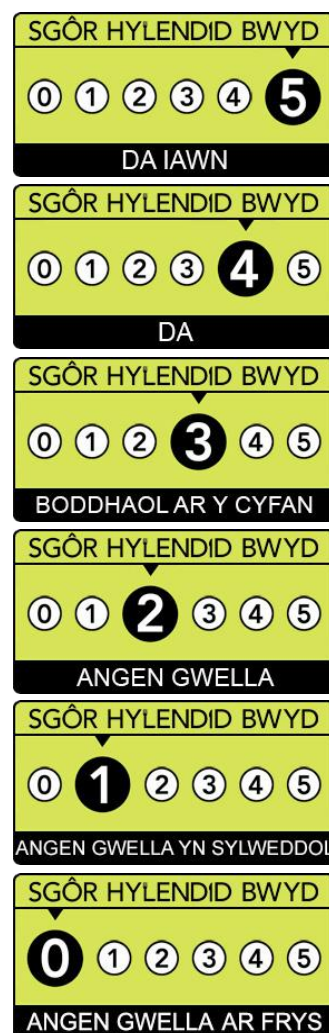 SGÔR HYLENDID BWYD
0 1 2 3 4 5
DA IAWN
SGÔR HYLENDID BWYD
0 1 2 3 4 5
DA
SGÔR HYLENDID BWYD
0 1 2 3 4 5
BODDHAOL AR Y CYFAN
SGÔR HYLENDID BWYD
0 1 2 3 4 5
ANGEN GWELLA
SGÔR HYLENDID BWYD
0 1 2 3 4 5
ANGEN GWELLA YN SYLWEDDOL
SGÔR HYLENDID BWYD
0 1 2 3 4 5
ANGEN GWELLA AR FRYS